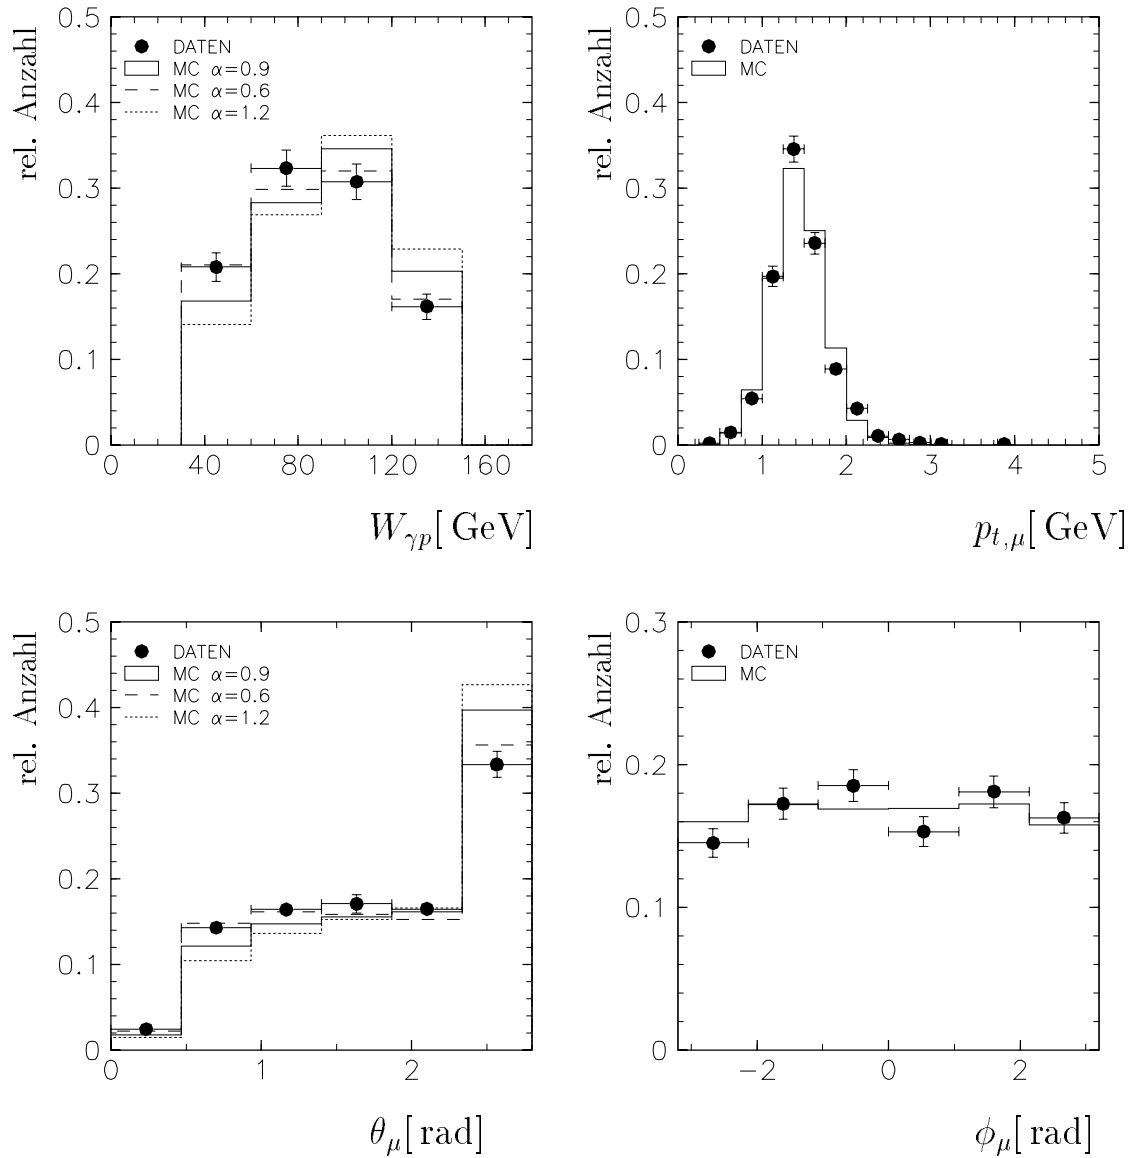 rel. Anzahl
0.5
0.4
0.3
0.2
0.1
0
DATEN
MC α=0.9
MC α=0.6
MC α=1.2
0 40 80 120 160
W_γp[ GeV]
rel. Anzahl
0.5
0.4
0.3
0.2
0.1
0
DATEN
MC
0 1 2 3 4 5
p_t,μ[ GeV]
rel. Anzahl
0.5
0.4
0.3
0.2
0.1
0
DATEN
MC α=0.9
MC α=0.6
MC α=1.2
0 1 2
θ_μ[ rad]
rel. Anzahl
0.3
0.2
0.1
0
DATEN
MC
−2 0 2
ϕ_μ[ rad]